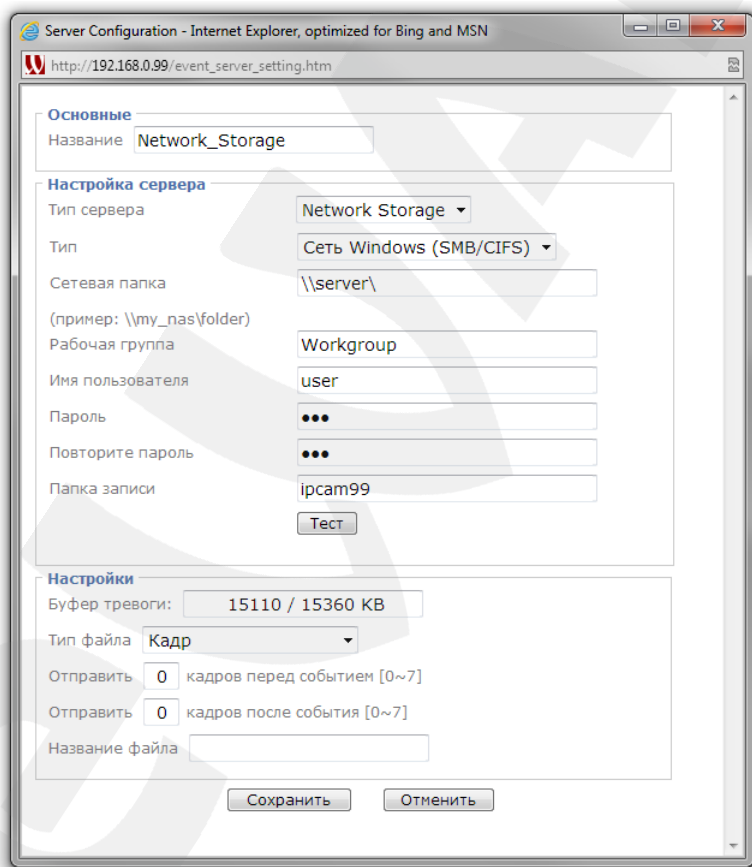 Server Configuration - Internet Explorer, optimized for Bing and MSN
http://192.168.0.99/event_server_setting.htm
Основные
Название Network_Storage
Настройка сервера
Тип сервера Network Storage
Тип Сеть Windows (SMB/CIFS)
Сетевая папка \\server\
(пример: \\my_nas\folder)
Рабочая группа Workgroup
Имя пользователя user
Пароль •••
Повторите пароль •••
Папка записи ipcam99
Тест
Настройки
Буфер тревоги: 15110 / 15360 KB
Тип файла Кадр
Отправить 0 кадров перед событием [0~7]
Отправить 0 кадров после события [0~7]
Название файла
Сохранить Отменить